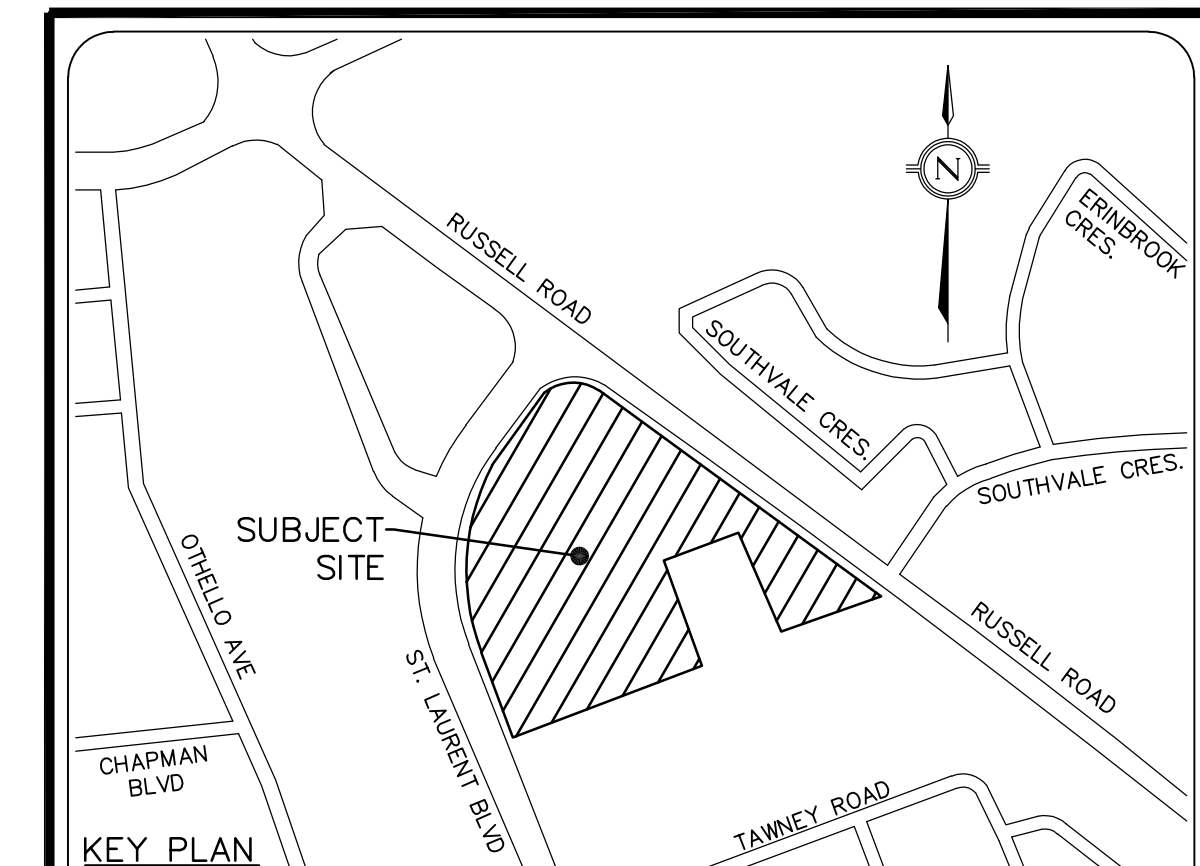 N
ERINBROOK
CRES.
RUSSELL ROAD
SOUTHVALE CRES.
SOUTHVALE CRES.
SUBJECT
SITE
OTHELLO AVE
RUSSELL ROAD
ST. LAURENT BLVD
CHAPMAN
BLVD
TAWNEY ROAD
KEY PLAN